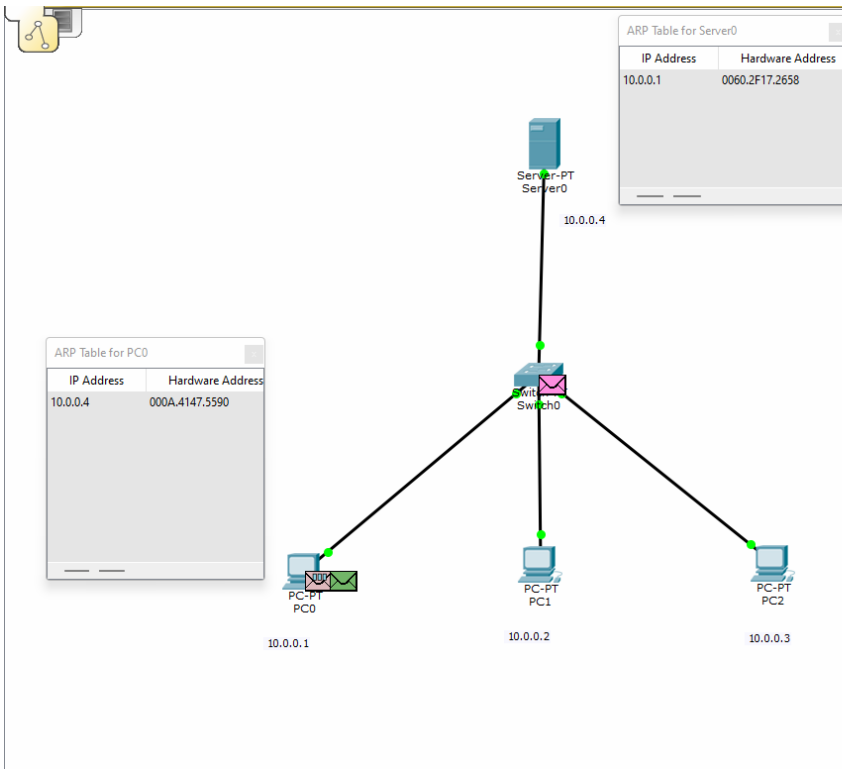 ARP Table for Server0
IP Address Hardware Address
10.0.0.1 0060.2F17.2658
Server-PT
Server0
10.0.0.4
ARP Table for PC0
IP Address Hardware Address
10.0.0.4 000A.4147.5590
Switch0
PC-PT
PC0
10.0.0.1
PC-PT
PC1
10.0.0.2
PC-PT
PC2
10.0.0.3